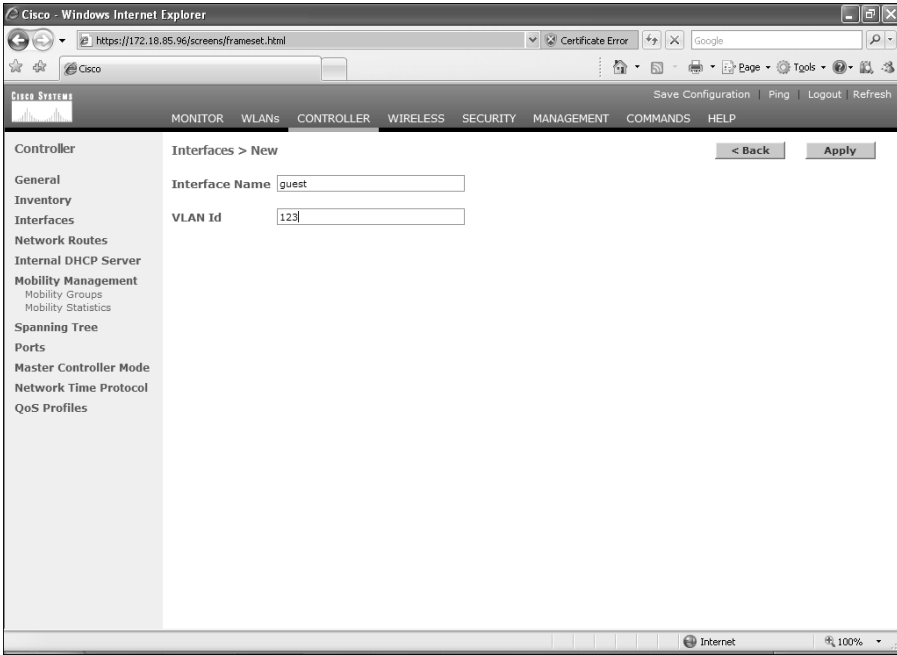 Cisco - Windows Internet Explorer
https://172.18.85.96/screens/frameset.html
Certificate Error
Google
Cisco
Page
Tools
CISCO SYSTEMS
Save Configuration | Ping | Logout | Refresh
MONITOR WLANs CONTROLLER WIRELESS SECURITY MANAGEMENT COMMANDS HELP
Controller
General
Inventory
Interfaces
Network Routes
Internal DHCP Server
Mobility Management
Mobility Groups
Mobility Statistics
Spanning Tree
Ports
Master Controller Mode
Network Time Protocol
QoS Profiles
Interfaces > New
< Back
Apply
Interface Name guest
VLAN Id 123
Internet
100%